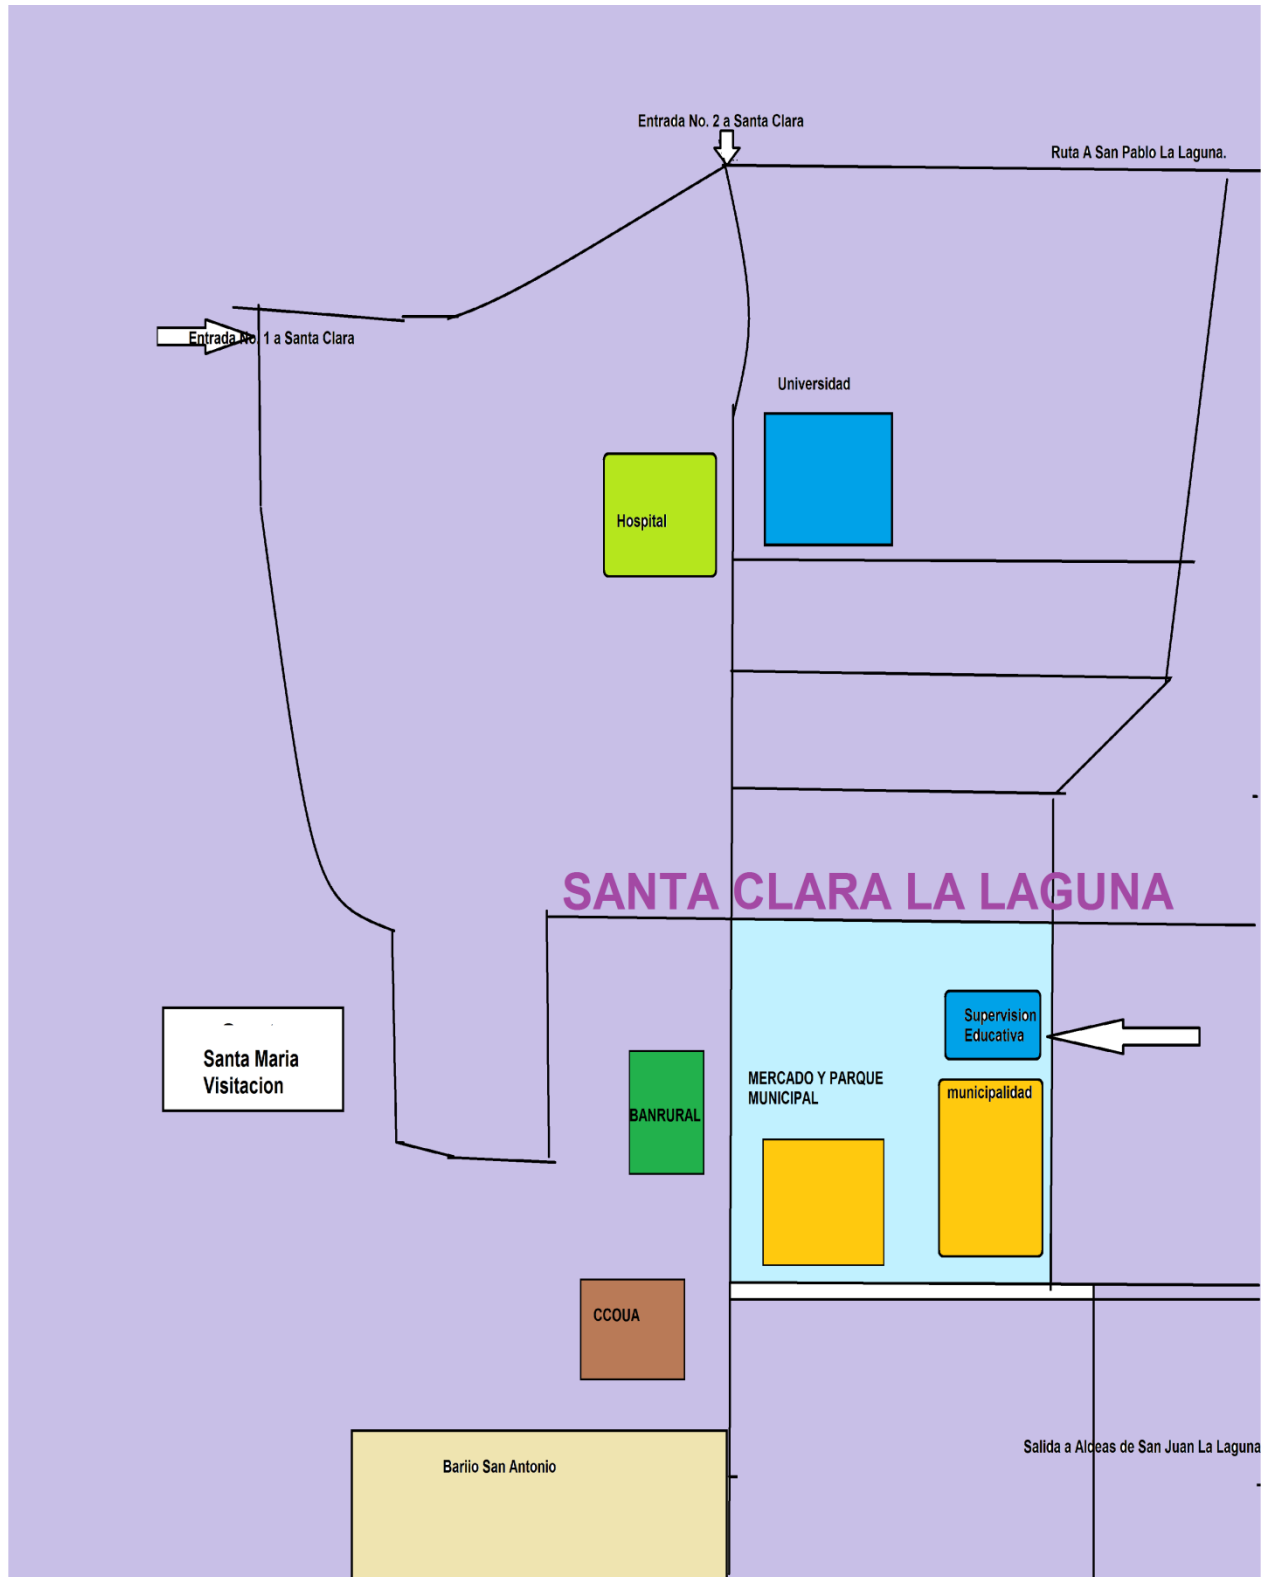 Entrada No. 2 a Santa Clara
Ruta A San Pablo La Laguna.
Entrada No. 1 a Santa Clara
Universidad
Hospital
SANTA CLARA LA LAGUNA
Supervision
Educativa
Santa Maria
Visitacion
MERCADO Y PARQUE
MUNICIPAL
municipalidad
BANRURAL
CCOUA
Bariio San Antonio
Salida a Aldeas de San Juan La Laguna